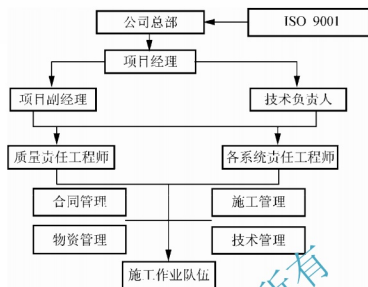 公司总部
ISO 9001
项目经理
项目副经理
技术负责人
质量责任工程师
各系统责任工程师
合同管理
施工管理
物资管理
技术管理
施工作业队伍
所有